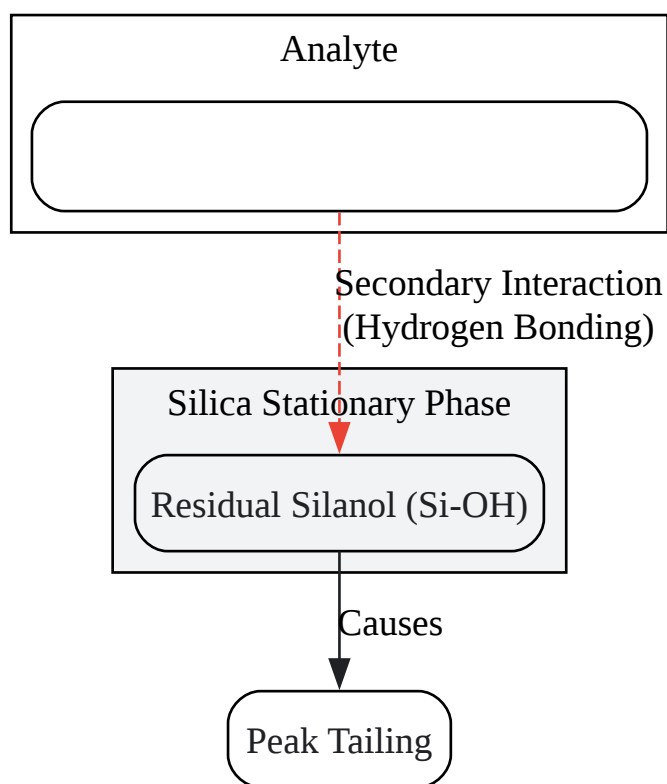 Analyte
Secondary Interaction
(Hydrogen Bonding)
Silica Stationary Phase
Residual Silanol (Si-OH)
Causes
Peak Tailing